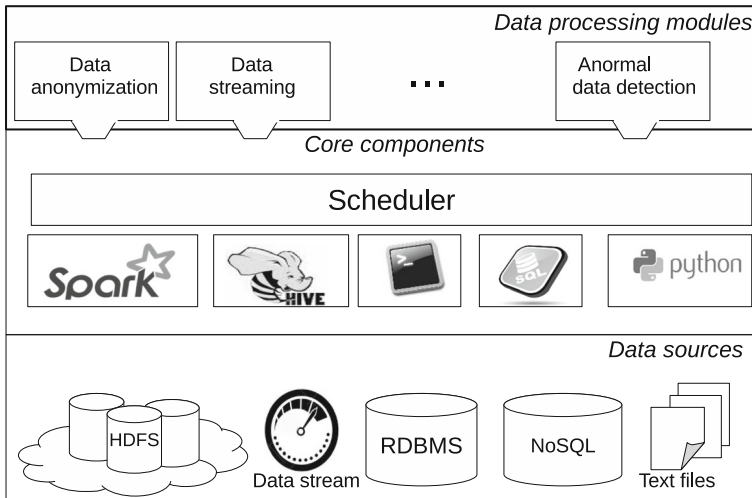 Data processing modules
Data
anonymization
Data
streaming
...
Anormal
data detection
Core components
Scheduler
Spark
HIVE
>_
SQL
python
Data sources
HDFS
Data stream
RDBMS
NoSQL
Text files